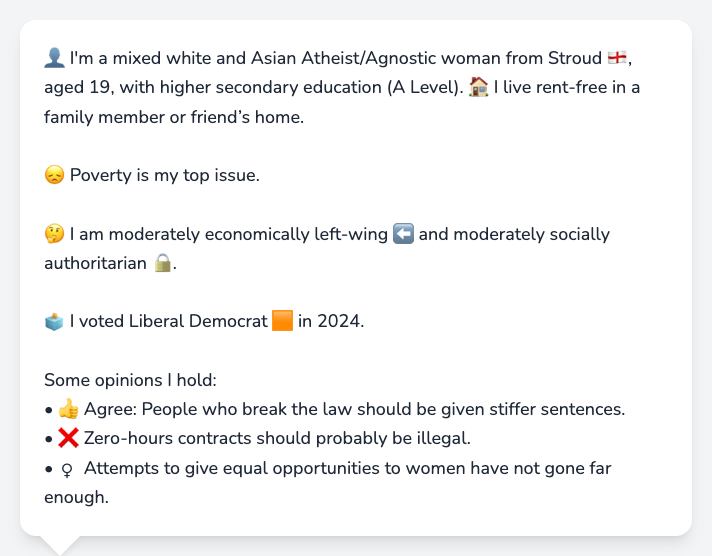 👤 I'm a mixed white and Asian Atheist/Agnostic woman from Stroud 🏴󠁧󠁢󠁥󠁮󠁧󠁿,
aged 19, with higher secondary education (A Level). 🏠 I live rent-free in a
family member or friend’s home.
😞 Poverty is my top issue.
🤔 I am moderately economically left-wing ⬅️ and moderately socially
authoritarian 🔒.
🗳️ I voted Liberal Democrat 🟧 in 2024.
Some opinions I hold:
• 👍 Agree: People who break the law should be given stiffer sentences.
• ❌ Zero-hours contracts should probably be illegal.
• ♀ Attempts to give equal opportunities to women have not gone far
enough.